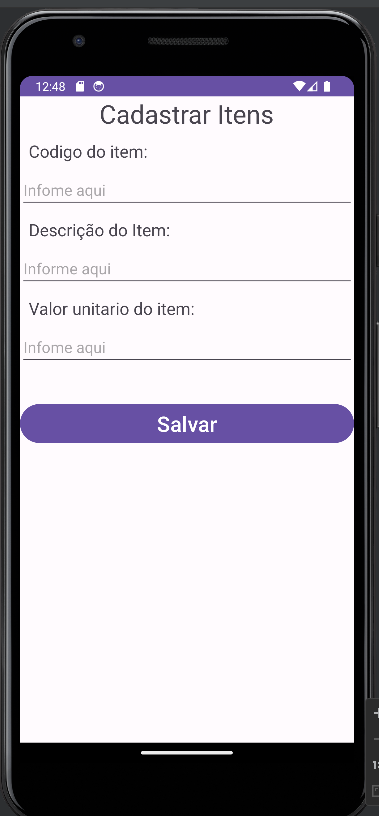 12:48
Cadastrar Itens
Codigo do item:
Infome aqui
Descrição do Item:
Informe aqui
Valor unitario do item:
Infome aqui
Salvar